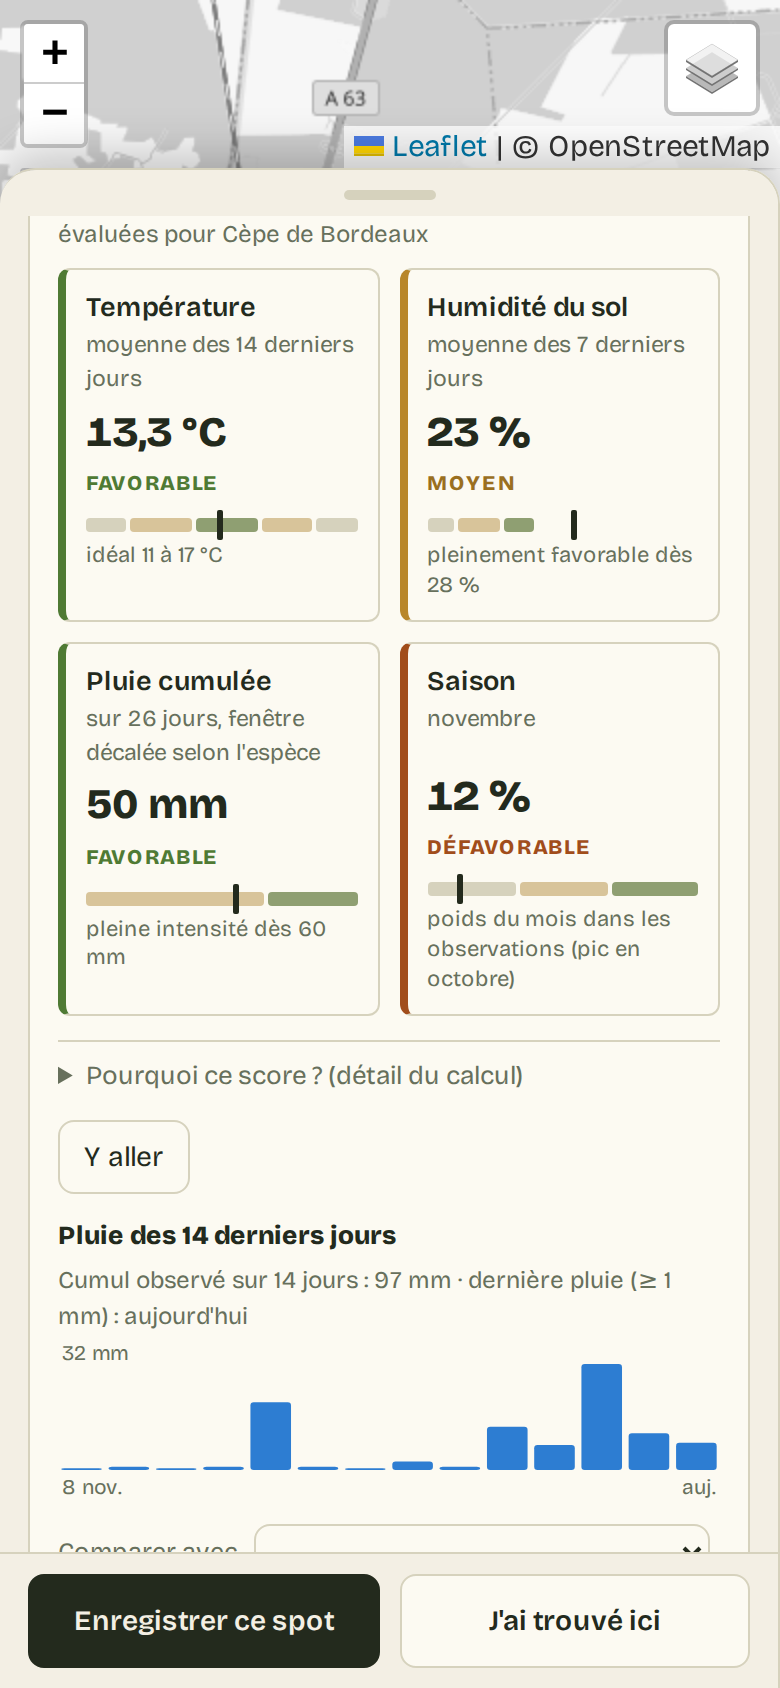 +
−
A 63
Leaflet | © OpenStreetMap
évaluées pour Cèpe de Bordeaux
Température
moyenne des 14 derniers
jours
13,3 °C
FAVORABLE
idéal 11 à 17 °C
Humidité du sol
moyenne des 7 derniers
jours
23 %
MOYEN
pleinement favorable dès
28 %
Pluie cumulée
sur 26 jours, fenêtre
décalée selon l'espèce
50 mm
FAVORABLE
pleine intensité dès 60
mm
Saison
novembre
12 %
DÉFAVORABLE
poids du mois dans les
observations (pic en
octobre)
Pourquoi ce score ? (détail du calcul)
Y aller
Pluie des 14 derniers jours
Cumul observé sur 14 jours : 97 mm · dernière pluie (≥ 1
mm) : aujourd'hui
32 mm
8 nov.
auj.
Comparer avec
Enregistrer ce spot
J'ai trouvé ici